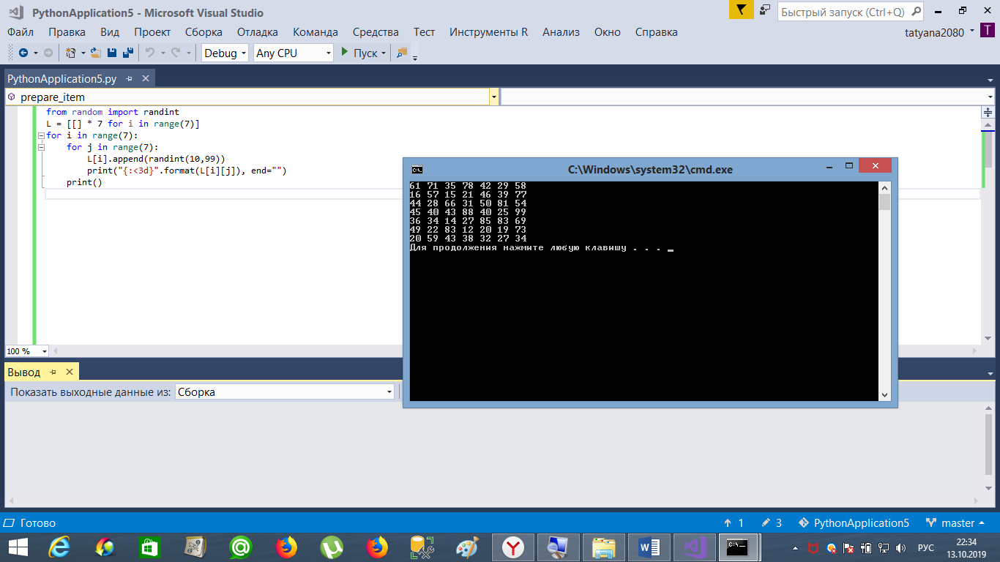 PythonApplication5 - Microsoft Visual Studio
Быстрый запуск (Ctrl+Q)
Файл Правка Вид Проект Сборка Отладка Команда Средства Тест Инструменты R Анализ Окно Справка
tatyana2080 T
Debug Any CPU Пуск
PythonApplication5.py
prepare_item
from random import randint
L = [[] * 7 for i in range(7)]
for i in range(7):
for j in range(7):
L[i].append(randint(10,99))
print("{:<3d}".format(L[i][j]), end="")
print()
C:\Windows\system32\cmd.exe
61 71 35 78 42 29 58
16 57 15 21 46 39 77
44 28 66 31 50 81 54
45 40 43 88 40 25 99
36 34 14 27 85 83 69
49 22 83 12 20 19 73
20 59 43 38 32 27 34
Для продолжения нажмите любую клавишу . . .
100 %
Вывод
Показать выходные данные из: Сборка
Готово
1 3 PythonApplication5 master
РУС
22:34
13.10.2019